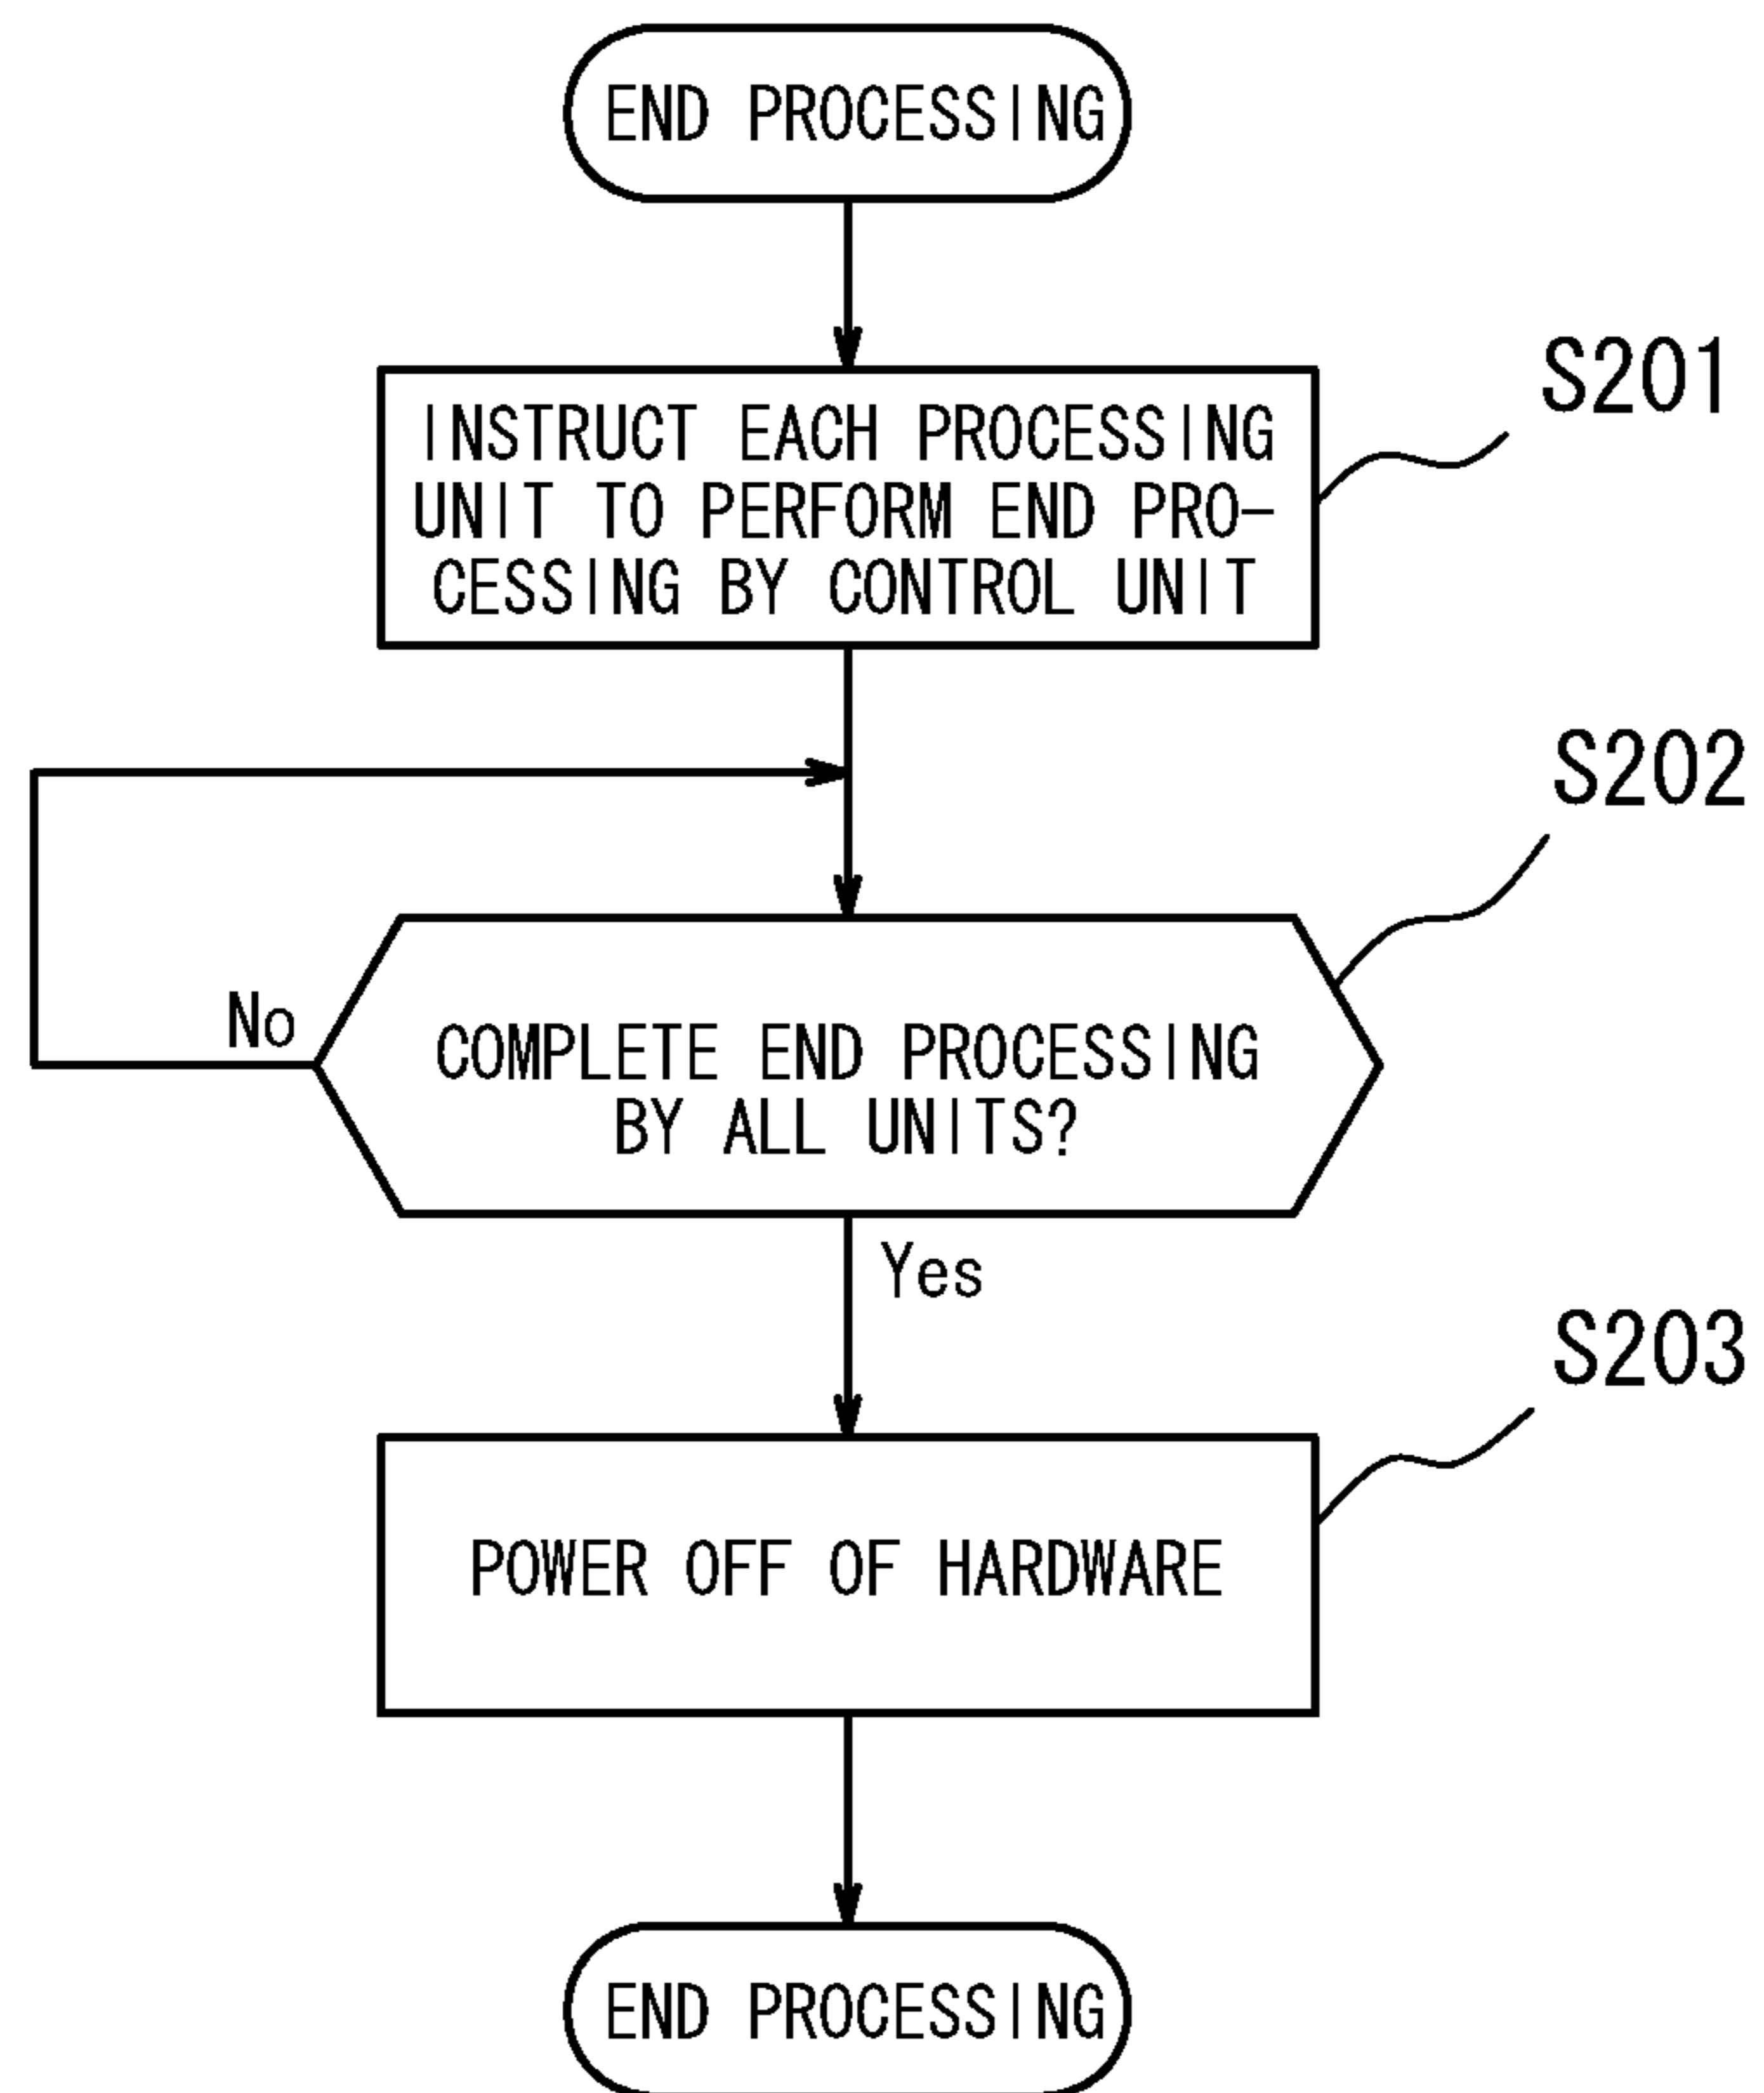 END PROCESSING
S201
INSTRUCT EACH PROCESSING
UNIT TO PERFORM END PRO-
CESSING BY CONTROL UNIT
S202
No
COMPLETE END PROCESSING
BY ALL UNITS?
Yes
S203
POWER OFF OF HARDWARE
END PROCESSING